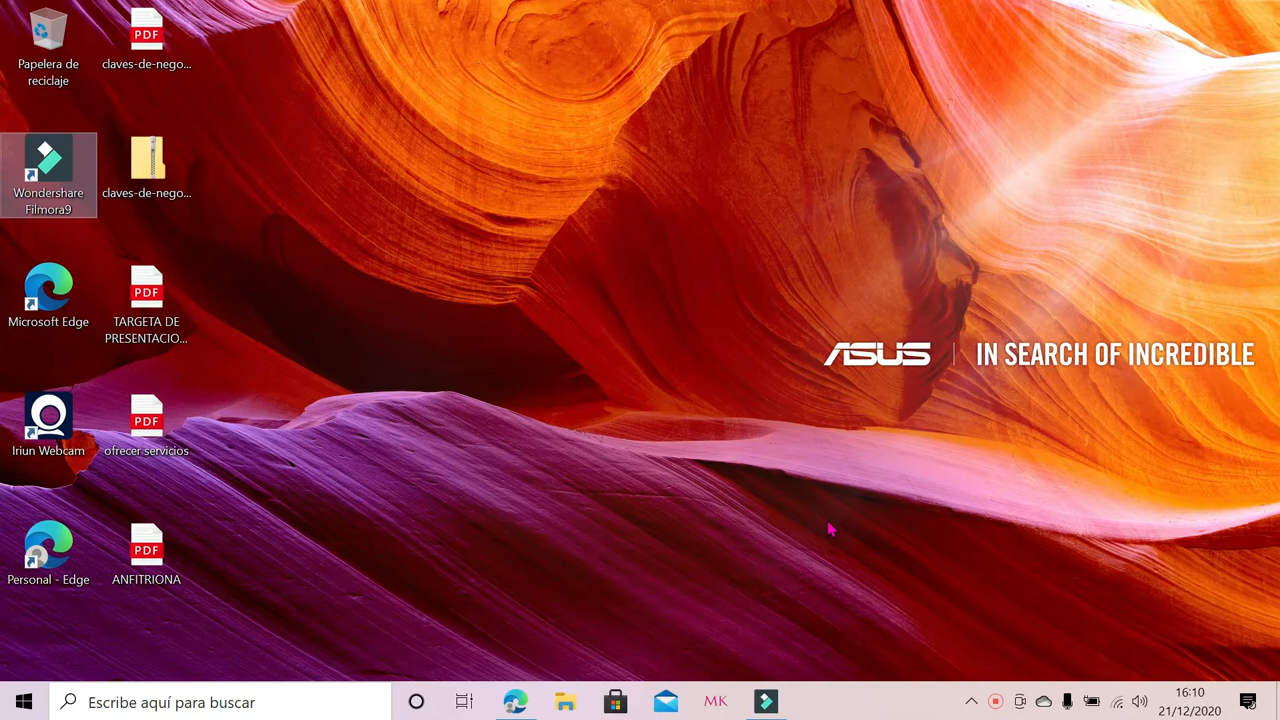 Papelera de
reciclaje
PDF
claves-de-nego...
Wondershare
Filmora9
claves-de-nego...
Microsoft Edge
PDF
TARGETA DE
PRESENTACIO...
Iriun Webcam
PDF
ofrecer servicios
Personal - Edge
PDF
ANFITRIONA
ASUS
IN SEARCH OF INCREDIBLE
Escribe aquí para buscar
MK
16:10
21/12/2020